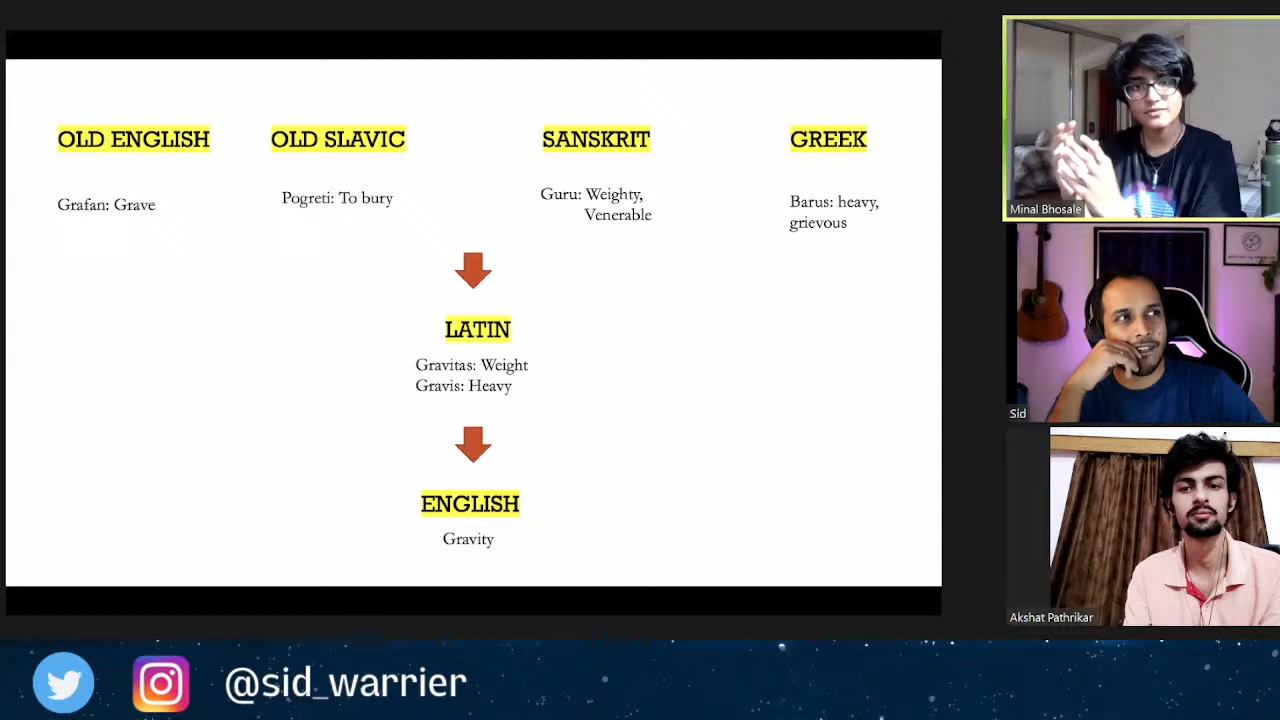 OLD ENGLISH
OLD SLAVIC
SANSKRIT
GREEK
Grafan: Grave
Pogreti: To bury
Guru: Weighty,
Venerable
Barus: heavy,
grievous
LATIN
Gravitas: Weight
Gravis: Heavy
ENGLISH
Gravity
Minal Bhosale
Sid
Akshat Pathrikar
@sid_warrier